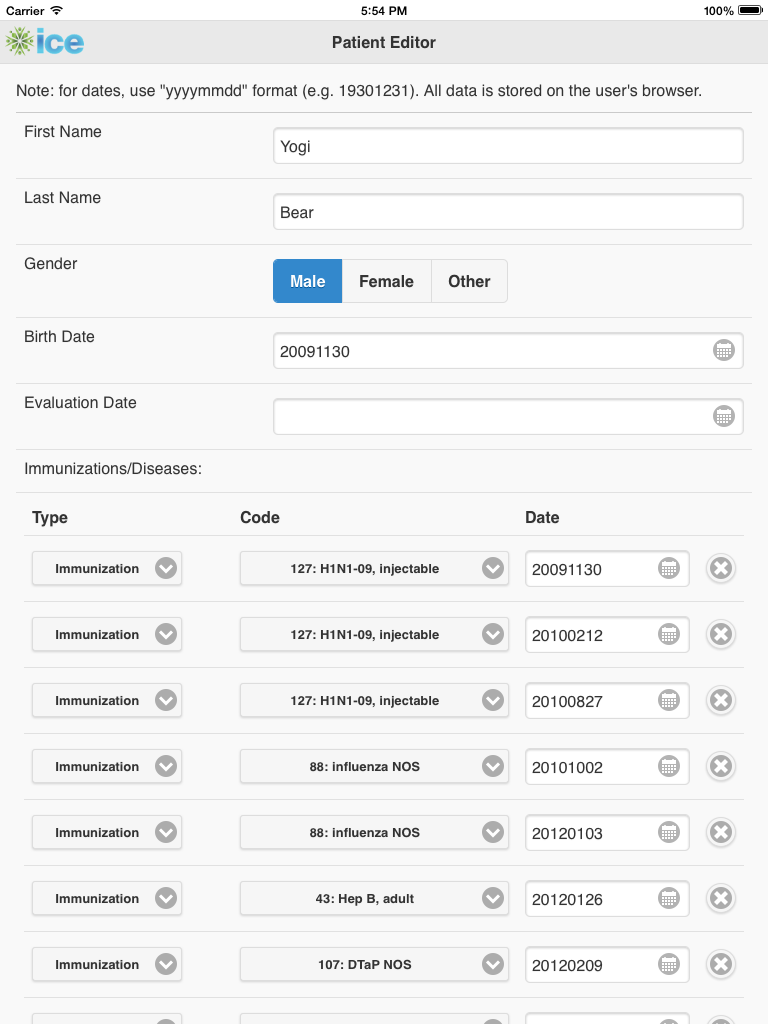 Carrier 5:54 PM 100%
ice Patient Editor
Note: for dates, use "yyyymmdd" format (e.g. 19301231). All data is stored on the user's browser.
First Name
Yogi
Last Name
Bear
Gender
Male Female Other
Birth Date
20091130
Evaluation Date
Immunizations/Diseases:
Type Code Date
Immunization 127: H1N1-09, injectable 20091130
Immunization 127: H1N1-09, injectable 20100212
Immunization 127: H1N1-09, injectable 20100827
Immunization 88: influenza NOS 20101002
Immunization 88: influenza NOS 20120103
Immunization 43: Hep B, adult 20120126
Immunization 107: DTaP NOS 20120209